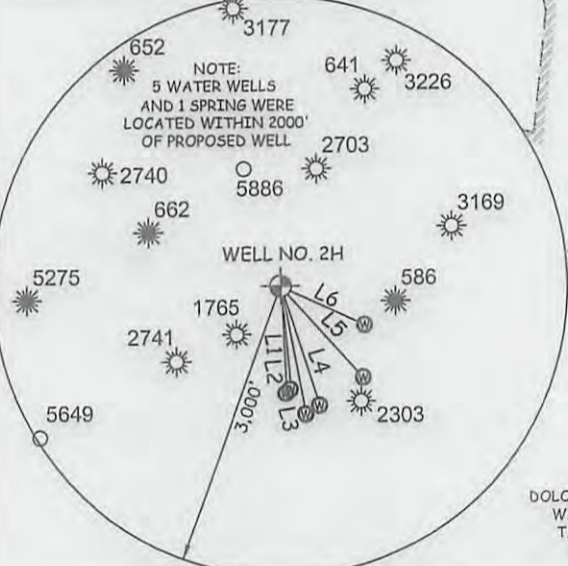 3177
652
NOTE:
5 WATER WELLS
AND 1 SPRING WERE
LOCATED WITHIN 2000'
OF PROPOSED WELL
641
3226
2703
2740
5886
662
3169
WELL NO. 2H
5275
586
L6
L5
1765
2741
L1
L2
L4
L3
W
W
W
W
W
2303
3,000'
5649
DOLO
W
T